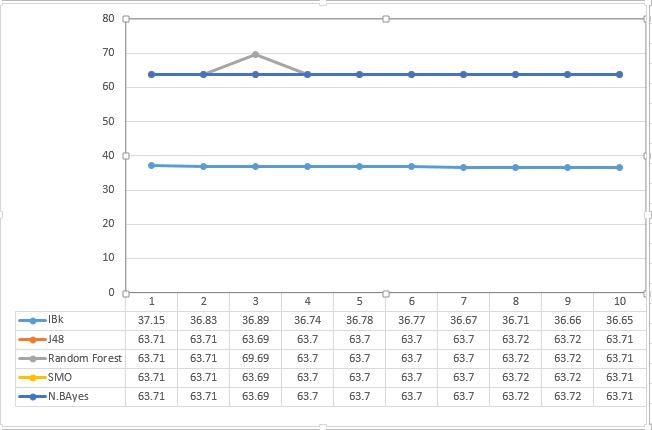 80
70
60
50
40
30
20
10
0
1 2 3 4 5 6 7 8 9 10
IBk 37.15 36.83 36.89 36.74 36.78 36.77 36.67 36.71 36.66 36.65
J48 63.71 63.71 63.69 63.7 63.7 63.7 63.7 63.72 63.72 63.71
Random Forest 63.71 63.71 69.69 63.7 63.7 63.7 63.7 63.72 63.72 63.71
SMO 63.71 63.71 63.69 63.7 63.7 63.7 63.7 63.72 63.72 63.71
N.BAyes 63.71 63.71 63.69 63.7 63.7 63.7 63.7 63.72 63.72 63.71